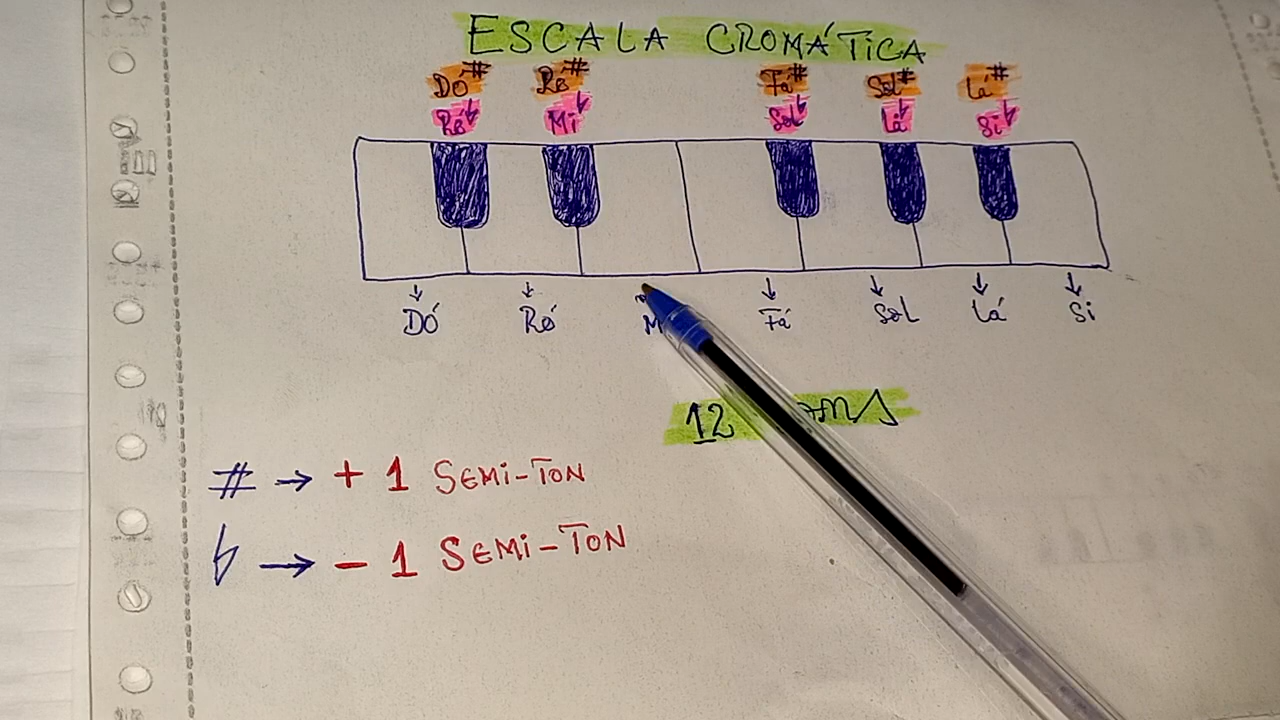 ESCALA CROMÁTICA
DÓ# RÉ# Fá# Sol# Lá#
Ré♭ Mi♭ Sol♭ Lá♭ Si♭
DÓ Ré Fá Sol Lá Si
12
# → + 1 SEMI-TON
♭ → - 1 SEMI-TON